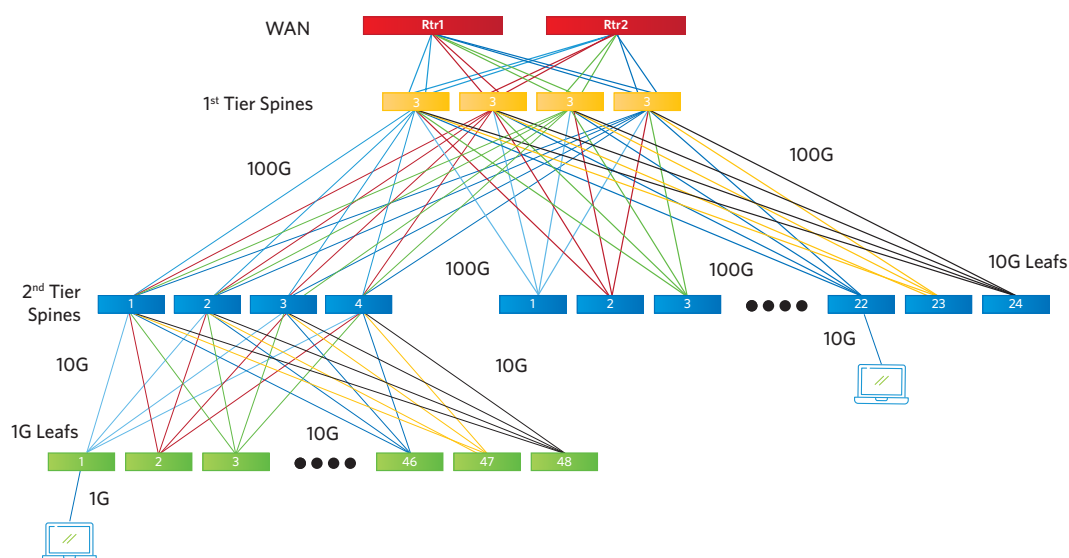 WAN
Rtr1
Rtr2
1st Tier Spines
3
3
3
3
100G
100G
100G
100G
10G Leafs
2nd Tier
Spines
1
2
3
4
1
2
3
22
23
24
10G
10G
10G
1G Leafs
10G
1
2
3
46
47
48
1G